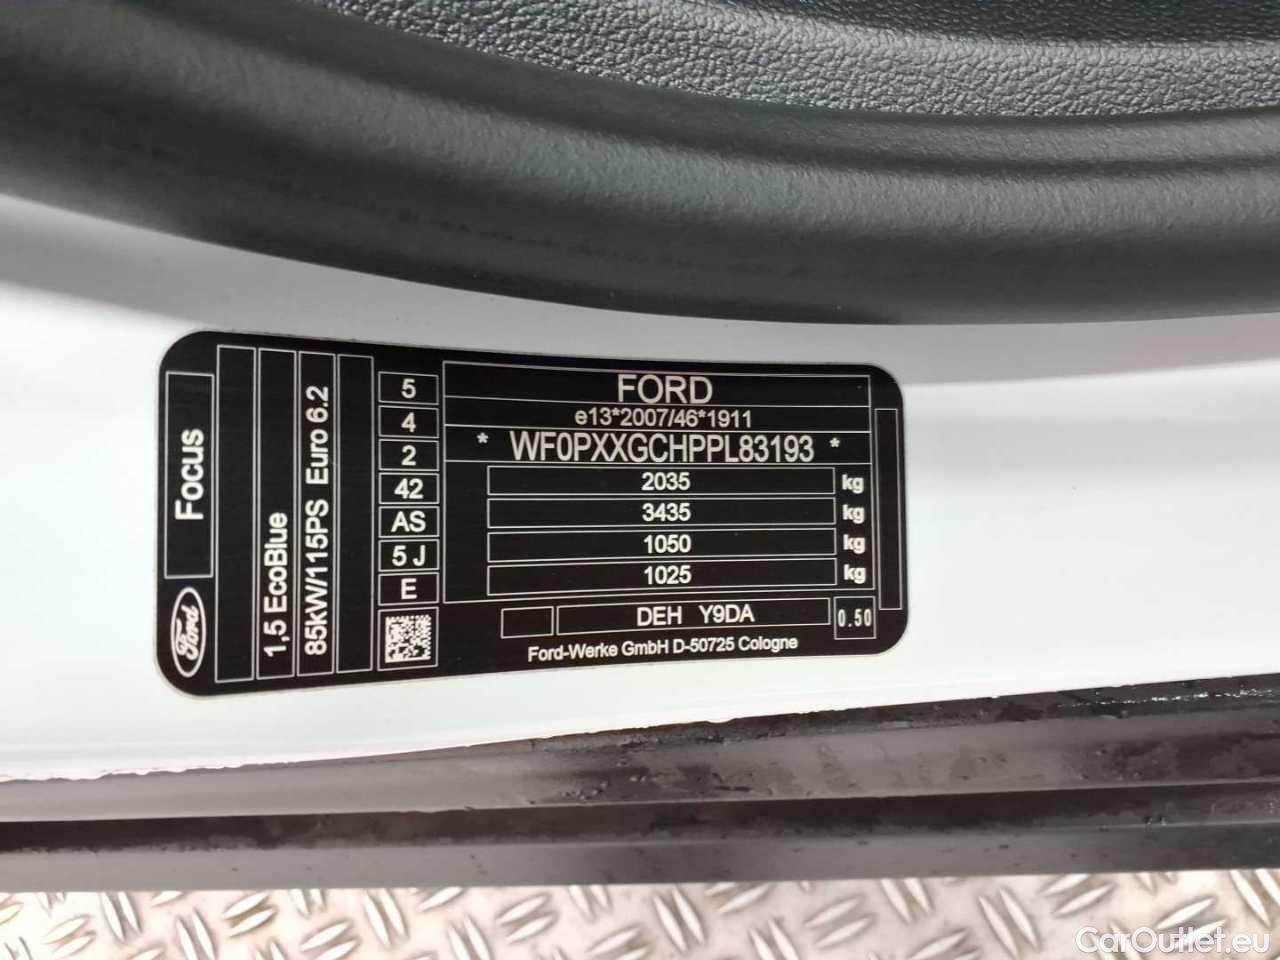 Ford
Focus
1,5 EcoBlue
85kW/115PS Euro 6.2
5
4
2
42
AS
5 J
E
FORD
e13*2007/46*1911
* WF0PXXGCHPPL83193 *
2035 kg
3435 kg
1050 kg
1025 kg
DEH Y9DA
0.50
Ford-Werke GmbH D-50725 Cologne
CarOutlet.eu